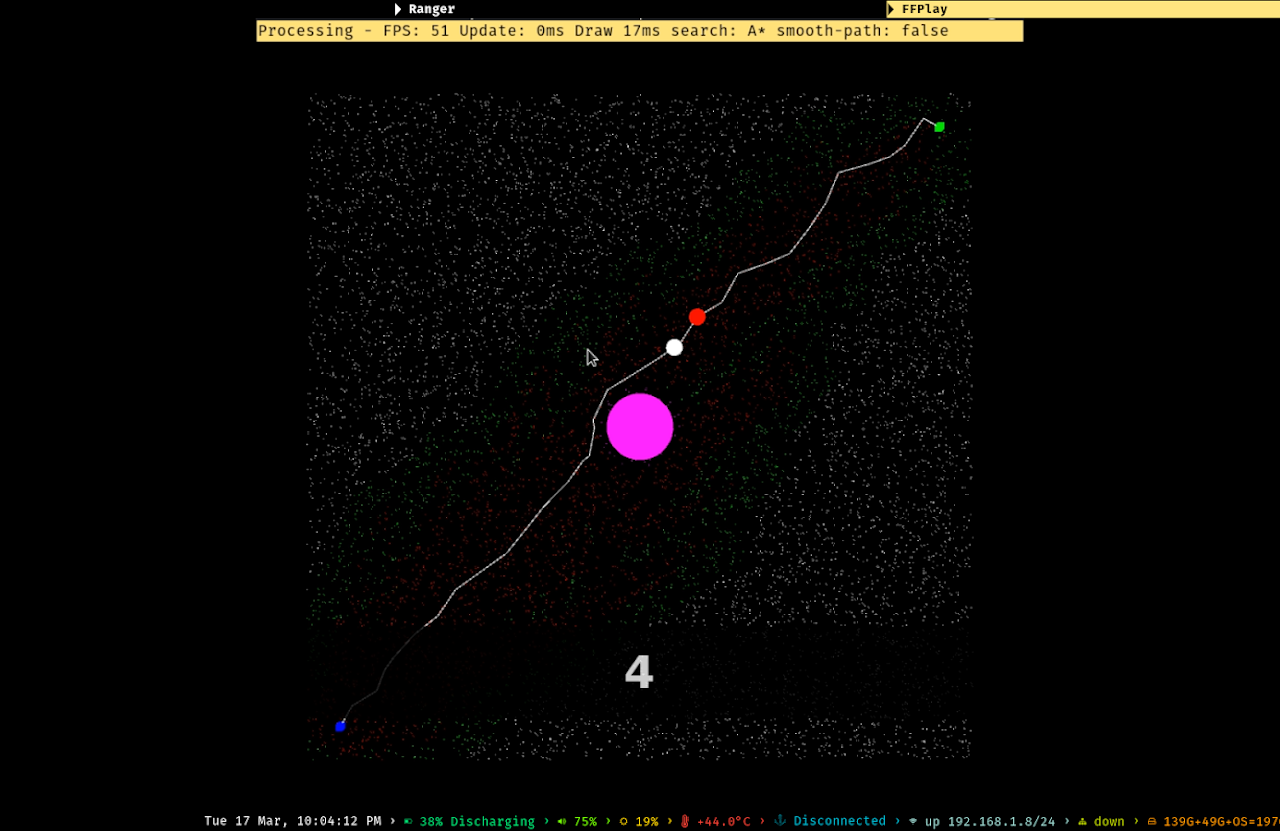 Ranger
FFPlay
Processing - FPS: 51 Update: 0ms Draw 17ms search: A* smooth-path: false
4
Tue 17 Mar, 10:04:12 PM › 38% Discharging › 75% › 19% › +44.0°C › Disconnected › up 192.168.1.8/24 › down › 139G+49G+OS=197